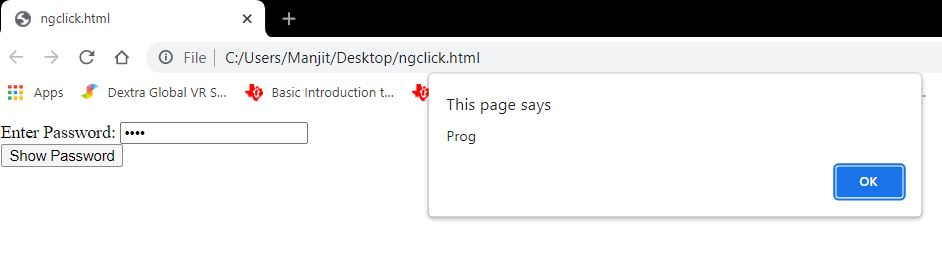 ngclick.html
File | C:/Users/Manjit/Desktop/ngclick.html
Apps Dextra Global VR S... Basic Introduction t...
This page says
Prog
OK
Enter Password: ••••
Show Password